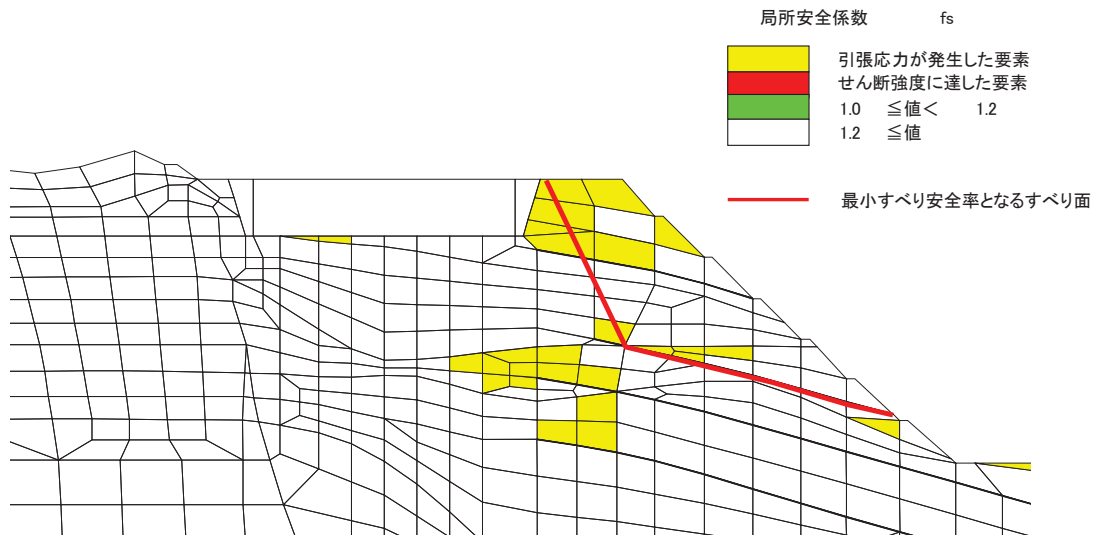 局所安全係数 fs
引張応力が発生した要素
せん断強度に達した要素
1.0 ≦値< 1.2
1.2 ≦値
最小すべり安全率となるすべり面